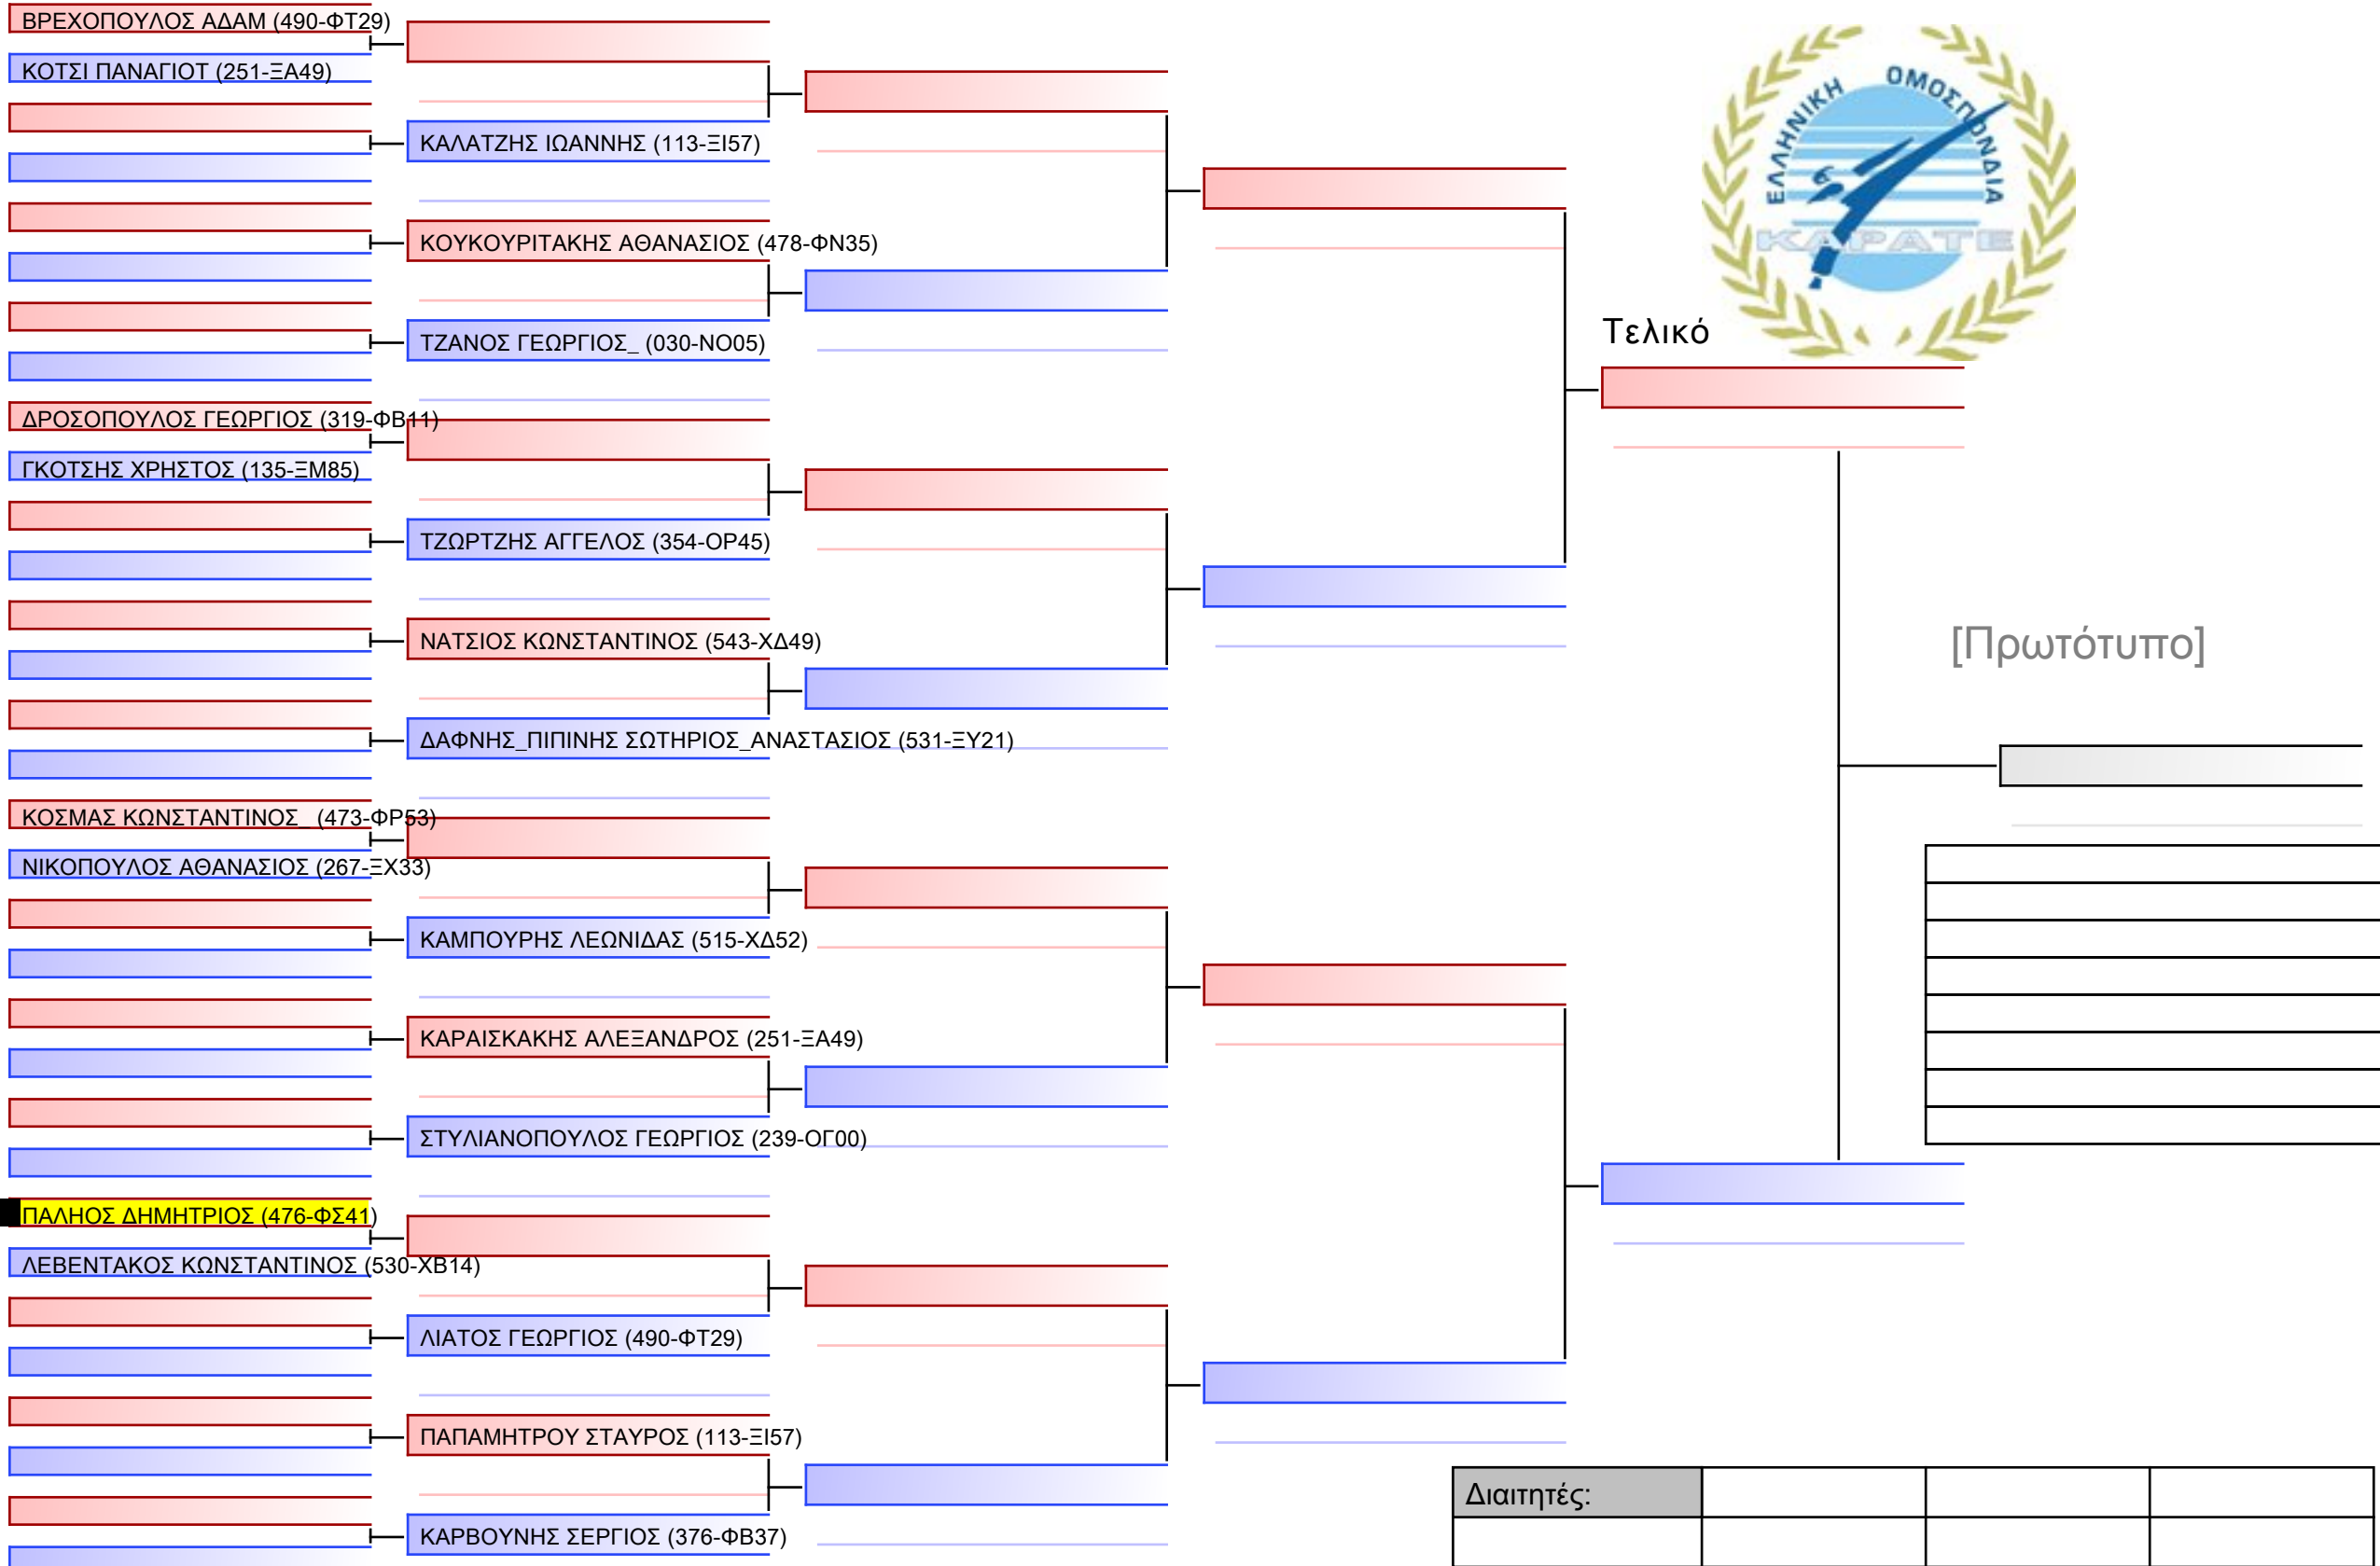 ΒΡΕΧΟΠΟΥΛΟΣ ΑΔΑΜ (490-ΦΤ29)
ΚΟΤΣΙ ΠΑΝΑΓΙΟΤ (251-ΞΑ49)
ΚΑΛΑΤΖΗΣ ΙΩΑΝΝΗΣ (113-ΞΙ57)
ΚΟΥΚΟΥΡΙΤΑΚΗΣ ΑΘΑΝΑΣΙΟΣ (478-ΦΝ35)
ΤΖΑΝΟΣ ΓΕΩΡΓΙΟΣ_ (030-ΝΟ05)
ΔΡΟΣΟΠΟΥΛΟΣ ΓΕΩΡΓΙΟΣ (319-ΦΒ11)
ΓΚΟΤΣΗΣ ΧΡΗΣΤΟΣ (135-ΞΜ85)
ΤΖΩΡΤΖΗΣ ΑΓΓΕΛΟΣ (354-ΟΡ45)
ΝΑΤΣΙΟΣ ΚΩΝΣΤΑΝΤΙΝΟΣ (543-ΧΔ49)
ΔΑΦΝΗΣ_ΠΙΠΙΝΗΣ ΣΩΤΗΡΙΟΣ_ΑΝΑΣΤΑΣΙΟΣ (531-ΞΥ21)
ΚΟΣΜΑΣ ΚΩΝΣΤΑΝΤΙΝΟΣ_ (473-ΦΡ53)
ΝΙΚΟΠΟΥΛΟΣ ΑΘΑΝΑΣΙΟΣ (267-ΞΧ33)
ΚΑΜΠΟΥΡΗΣ ΛΕΩΝΙΔΑΣ (515-ΧΔ52)
ΚΑΡΑΙΣΚΑΚΗΣ ΑΛΕΞΑΝΔΡΟΣ (251-ΞΑ49)
ΣΤΥΛΙΑΝΟΠΟΥΛΟΣ ΓΕΩΡΓΙΟΣ (239-ΟΓ00)
ΠΑΛΗΟΣ ΔΗΜΗΤΡΙΟΣ (476-ΦΣ41)
ΛΕΒΕΝΤΑΚΟΣ ΚΩΝΣΤΑΝΤΙΝΟΣ (530-ΧΒ14)
ΛΙΑΤΟΣ ΓΕΩΡΓΙΟΣ (490-ΦΤ29)
ΠΑΠΑΜΗΤΡΟΥ ΣΤΑΥΡΟΣ (113-ΞΙ57)
ΚΑΡΒΟΥΝΗΣ ΣΕΡΓΙΟΣ (376-ΦΒ37)
ΕΛΛΗΝΙΚΗ ΟΜΟΣΠΟΝΔΙΑ
ΚΑΡΑΤΕ
Τελικό
[Πρωτότυπο]
Διαιτητές: